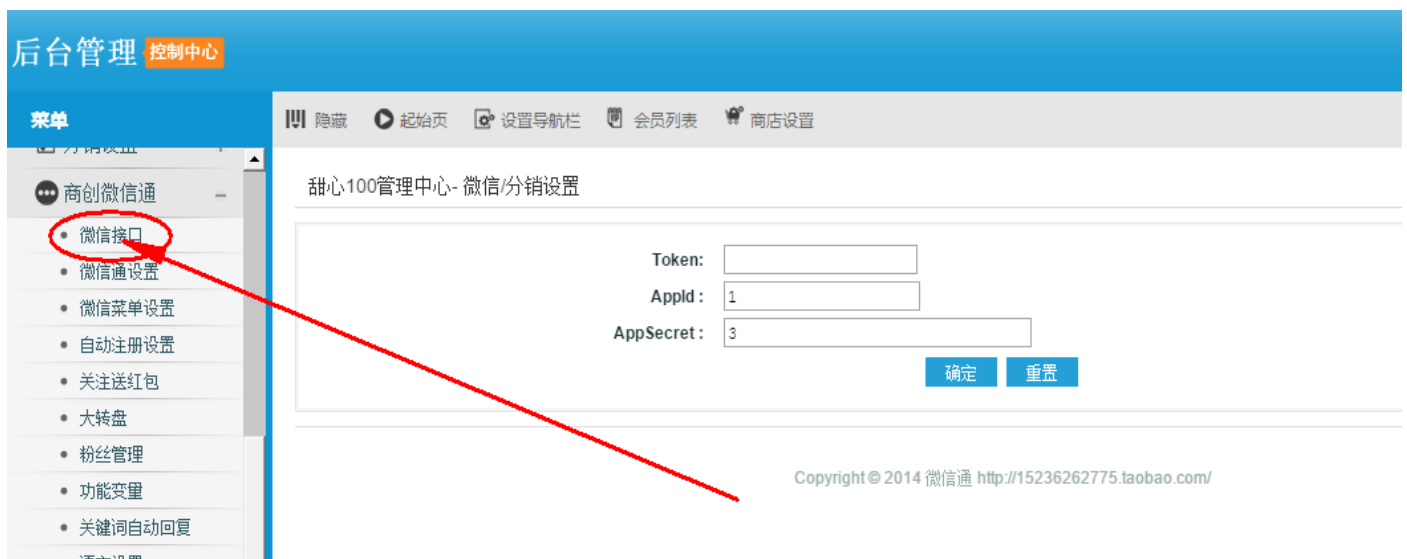 后台管理 控制中心
菜单
隐藏 起始页 设置导航栏 会员列表 商店设置
分销设置 +
商创微信通 −
微信接口
微信通设置
微信菜单设置
自动注册设置
关注送红包
大转盘
粉丝管理
功能变量
关键词自动回复
甜心100管理中心- 微信/分销设置
Token:
AppId : 1
AppSecret : 3
确定 重置
Copyright © 2014 微信通 http://15236262775.taobao.com/